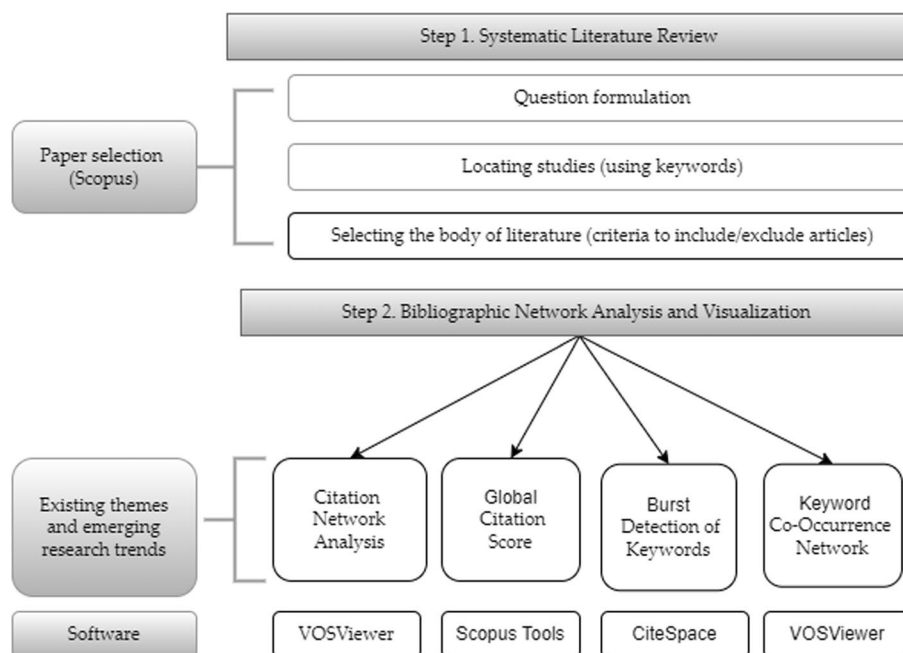 Step 1. Systematic Literature Review
Question formulation
Paper selection
(Scopus)
Locating studies (using keywords)
Selecting the body of literature (criteria to include/exclude articles)
Step 2. Bibliographic Network Analysis and Visualization
Existing themes
and emerging
research trends
Citation
Network
Analysis
Global
Citation
Score
Burst
Detection of
Keywords
Keyword
Co-Occurrence
Network
Software
VOSViewer
Scopus Tools
CiteSpace
VOSViewer